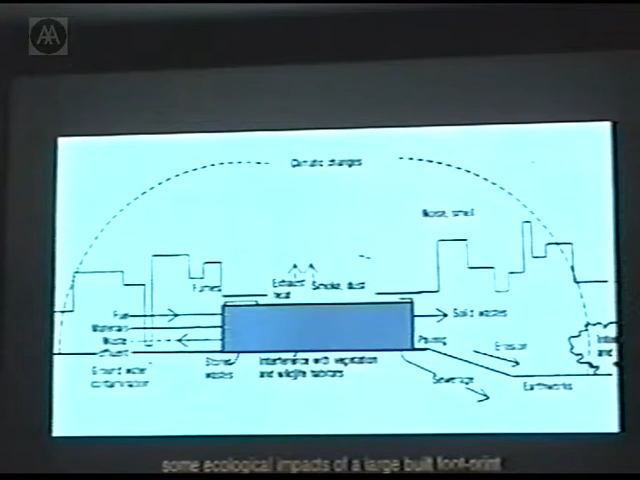 AA
Climatic changes
Noise, smell
Fumes
Exhaust
heat
Smoke, dust
Fuel
Materials
Waste
effluent
Solid wastes
Paving
Erosion
Ground water
contamination
Stored
wastes
Interference with vegetation
and wildlife habitats
Sewerage
Earthworks
and
some ecological impacts of a large built foot-print